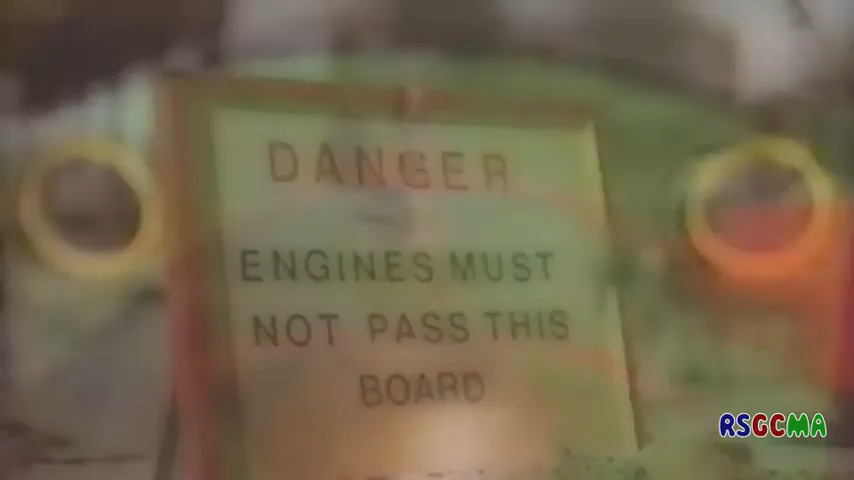 DANGER
ENGINES MUST
NOT PASS THIS
BOARD
RSGCMA